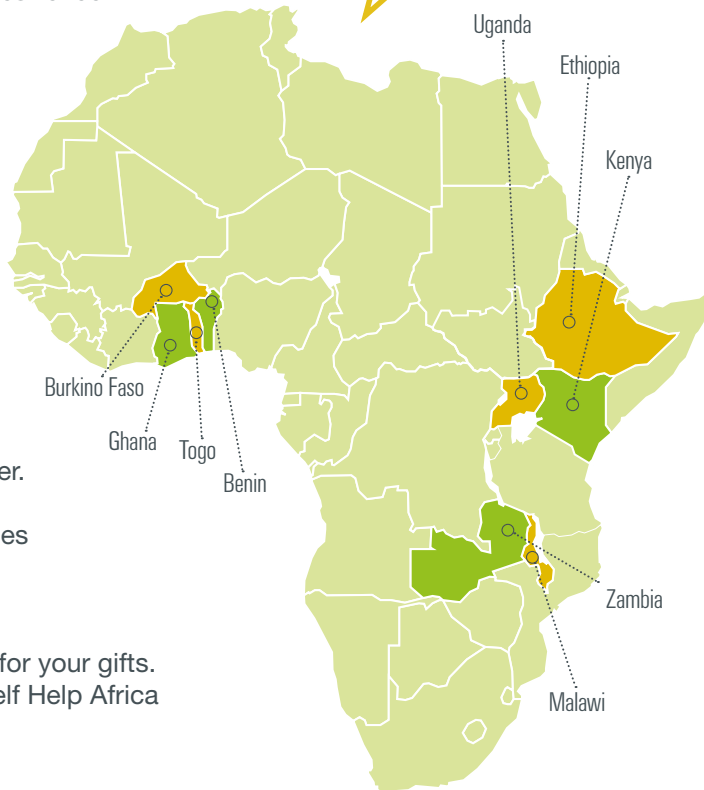 Uganda
Ethiopia
Kenya
Burkino Faso
Ghana
Togo
Benin
er.
es
Zambia
for your gifts.
elf Help Africa
Malawi